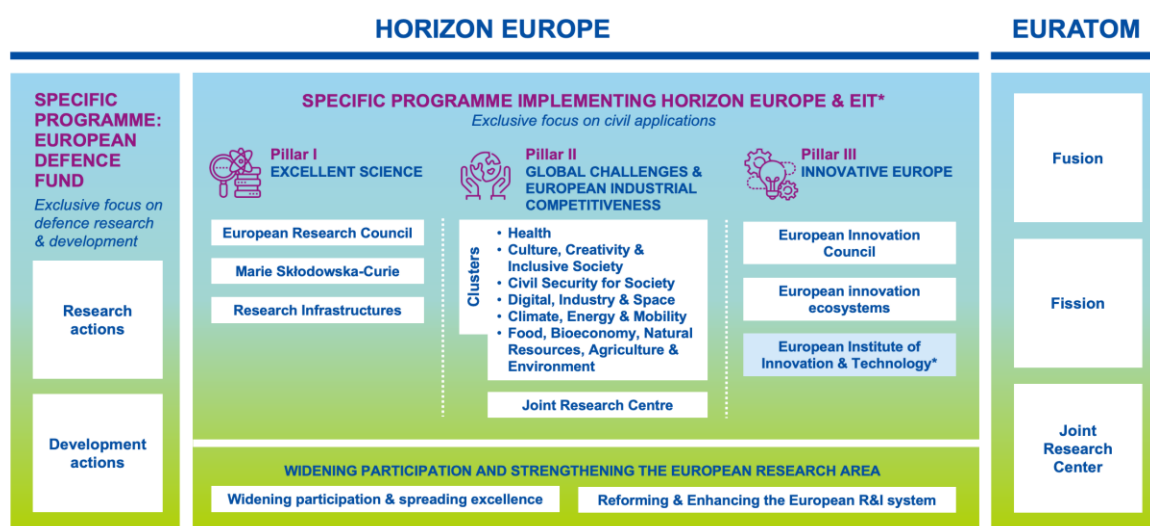 HORIZON EUROPE
EURATOM
SPECIFIC
PROGRAMME:
EUROPEAN
DEFENCE
FUND
Exclusive focus on
defence research
& development
Research
actions
Development
actions
SPECIFIC PROGRAMME IMPLEMENTING HORIZON EUROPE & EIT*
Exclusive focus on civil applications
Pillar I
EXCELLENT SCIENCE
European Research Council
Marie Skłodowska-Curie
Research Infrastructures
Pillar II
GLOBAL CHALLENGES &
EUROPEAN INDUSTRIAL
COMPETITIVENESS
Clusters
• Health
• Culture, Creativity &
Inclusive Society
• Civil Security for Society
• Digital, Industry & Space
• Climate, Energy & Mobility
• Food, Bioeconomy, Natural
Resources, Agriculture &
Environment
Joint Research Centre
Pillar III
INNOVATIVE EUROPE
European Innovation
Council
European innovation
ecosystems
European Institute of
Innovation & Technology*
WIDENING PARTICIPATION AND STRENGTHENING THE EUROPEAN RESEARCH AREA
Widening participation & spreading excellence
Reforming & Enhancing the European R&I system
Fusion
Fission
Joint
Research
Center